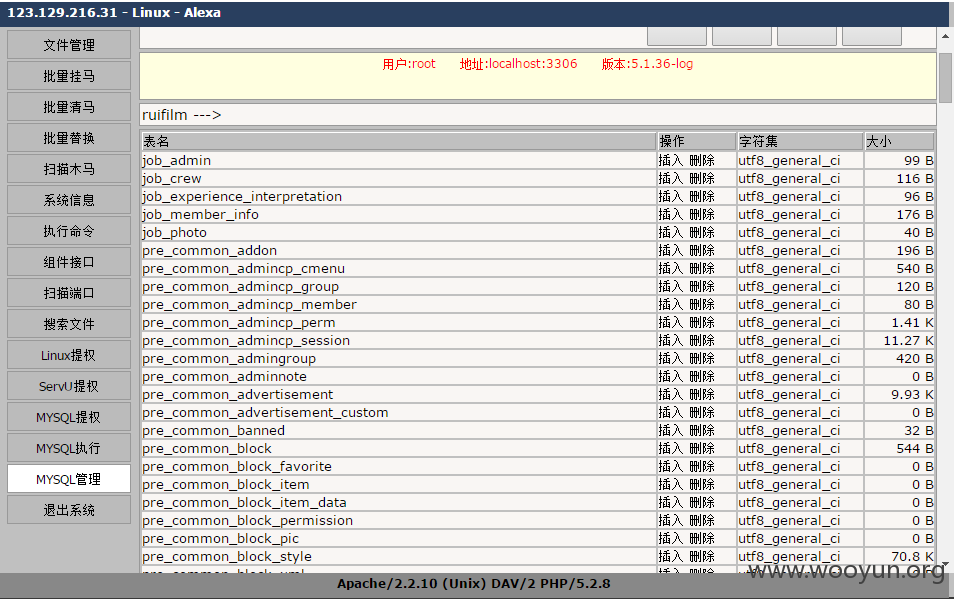 123.129.216.31 - Linux - Alexa
文件管理
批量挂马
批量清马
批量替换
扫描木马
系统信息
执行命令
组件接口
扫描端口
搜索文件
Linux提权
ServU提权
MYSQL提权
MYSQL执行
MYSQL管理
退出系统
用户:root 地址:localhost:3306 版本:5.1.36-log
ruifilm --->
表名 操作 字符集 大小
job_admin 插入 删除 utf8_general_ci 99 B
job_crew 插入 删除 utf8_general_ci 116 B
job_experience_interpretation 插入 删除 utf8_general_ci 96 B
job_member_info 插入 删除 utf8_general_ci 176 B
job_photo 插入 删除 utf8_general_ci 40 B
pre_common_addon 插入 删除 utf8_general_ci 196 B
pre_common_admincp_cmenu 插入 删除 utf8_general_ci 540 B
pre_common_admincp_group 插入 删除 utf8_general_ci 120 B
pre_common_admincp_member 插入 删除 utf8_general_ci 80 B
pre_common_admincp_perm 插入 删除 utf8_general_ci 1.41 K
pre_common_admincp_session 插入 删除 utf8_general_ci 11.27 K
pre_common_admingroup 插入 删除 utf8_general_ci 420 B
pre_common_adminnote 插入 删除 utf8_general_ci 0 B
pre_common_advertisement 插入 删除 utf8_general_ci 9.93 K
pre_common_advertisement_custom 插入 删除 utf8_general_ci 0 B
pre_common_banned 插入 删除 utf8_general_ci 32 B
pre_common_block 插入 删除 utf8_general_ci 544 B
pre_common_block_favorite 插入 删除 utf8_general_ci 0 B
pre_common_block_item 插入 删除 utf8_general_ci 0 B
pre_common_block_item_data 插入 删除 utf8_general_ci 0 B
pre_common_block_permission 插入 删除 utf8_general_ci 0 B
pre_common_block_pic 插入 删除 utf8_general_ci 0 B
pre_common_block_style 插入 删除 utf8_general_ci 70.8 K
www.wooyun.org
Apache/2.2.10 (Unix) DAV/2 PHP/5.2.8